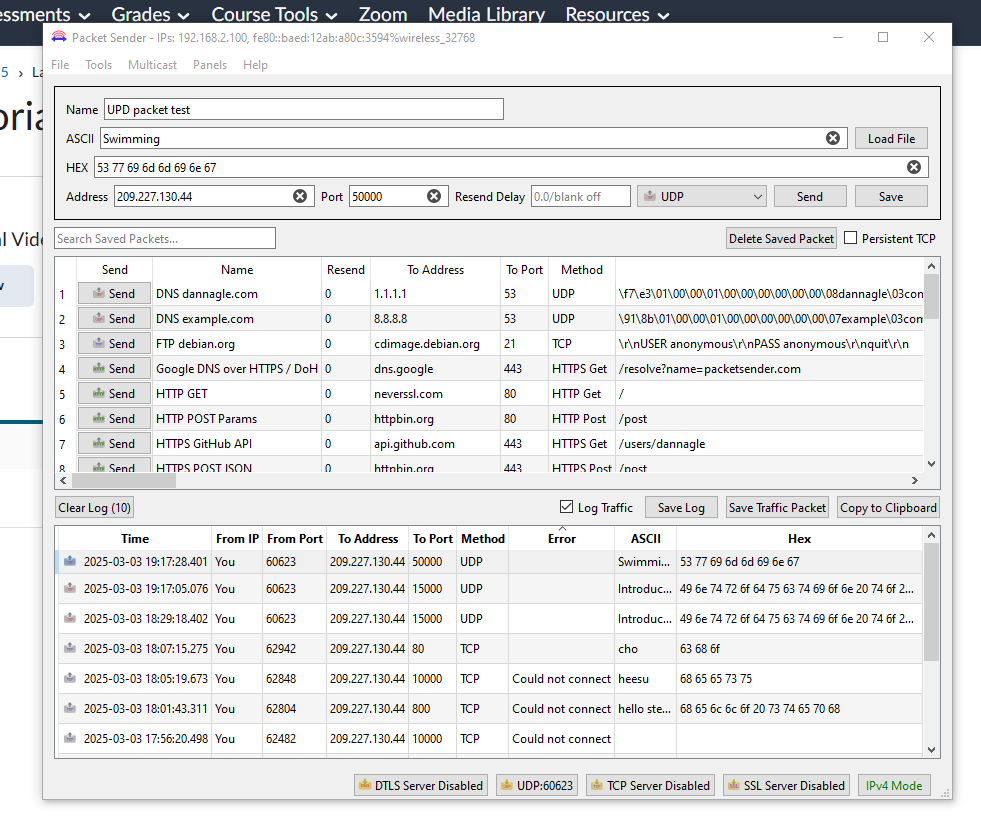 essments Grades Course Tools Zoom Media Library Resources
Packet Sender - IPs: 192.168.2.100, fe80::baed:12ab:a80c:3594%wireless_32768
File Tools Multicast Panels Help
5 › La
oria
Name UPD packet test
ASCII Swimming Load File
HEX 53 77 69 6d 6d 69 6e 67
Address 209.227.130.44 Port 50000 Resend Delay 0.0/blank off UDP Send Save
l Vide
Search Saved Packets... Delete Saved Packet Persistent TCP
Send Name Resend To Address To Port Method
1 Send DNS dannagle.com 0 1.1.1.1 53 UDP \f7\e3\01\00\00\01\00\00\00\00\00\00\08dannagle\03con
2 Send DNS example.com 0 8.8.8.8 53 UDP \91\8b\01\00\00\01\00\00\00\00\00\00\07example\03com
3 Send FTP debian.org 0 cdimage.debian.org 21 TCP \r\nUSER anonymous\r\nPASS anonymous\r\nquit\r\n
4 Send Google DNS over HTTPS / DoH 0 dns.google 443 HTTPS Get /resolve?name=packetsender.com
5 Send HTTP GET 0 neverssl.com 80 HTTP Get /
6 Send HTTP POST Params 0 httpbin.org 80 HTTP Post /post
7 Send HTTPS GitHub API 0 api.github.com 443 HTTPS Get /users/dannagle
8 Send HTTPS POST JSON 0 httpbin.org 443 HTTPS Post /post
Clear Log (10) Log Traffic Save Log Save Traffic Packet Copy to Clipboard
Time From IP From Port To Address To Port Method Error ASCII Hex
2025-03-03 19:17:28.401 You 60623 209.227.130.44 50000 UDP Swimmi... 53 77 69 6d 6d 69 6e 67
2025-03-03 19:17:05.076 You 60623 209.227.130.44 15000 UDP Introduc... 49 6e 74 72 6f 64 75 63 74 69 6f 6e 20 74 6f 2...
2025-03-03 18:29:18.402 You 60623 209.227.130.44 15000 UDP Introduc... 49 6e 74 72 6f 64 75 63 74 69 6f 6e 20 74 6f 2...
2025-03-03 18:07:15.275 You 62942 209.227.130.44 80 TCP cho 63 68 6f
2025-03-03 18:05:19.673 You 62848 209.227.130.44 10000 TCP Could not connect heesu 68 65 65 73 75
2025-03-03 18:01:43.311 You 62804 209.227.130.44 800 TCP Could not connect hello ste... 68 65 6c 6c 6f 20 73 74 65 70 68
2025-03-03 17:56:20.498 You 62482 209.227.130.44 10000 TCP Could not connect
DTLS Server Disabled UDP:60623 TCP Server Disabled SSL Server Disabled IPv4 Mode